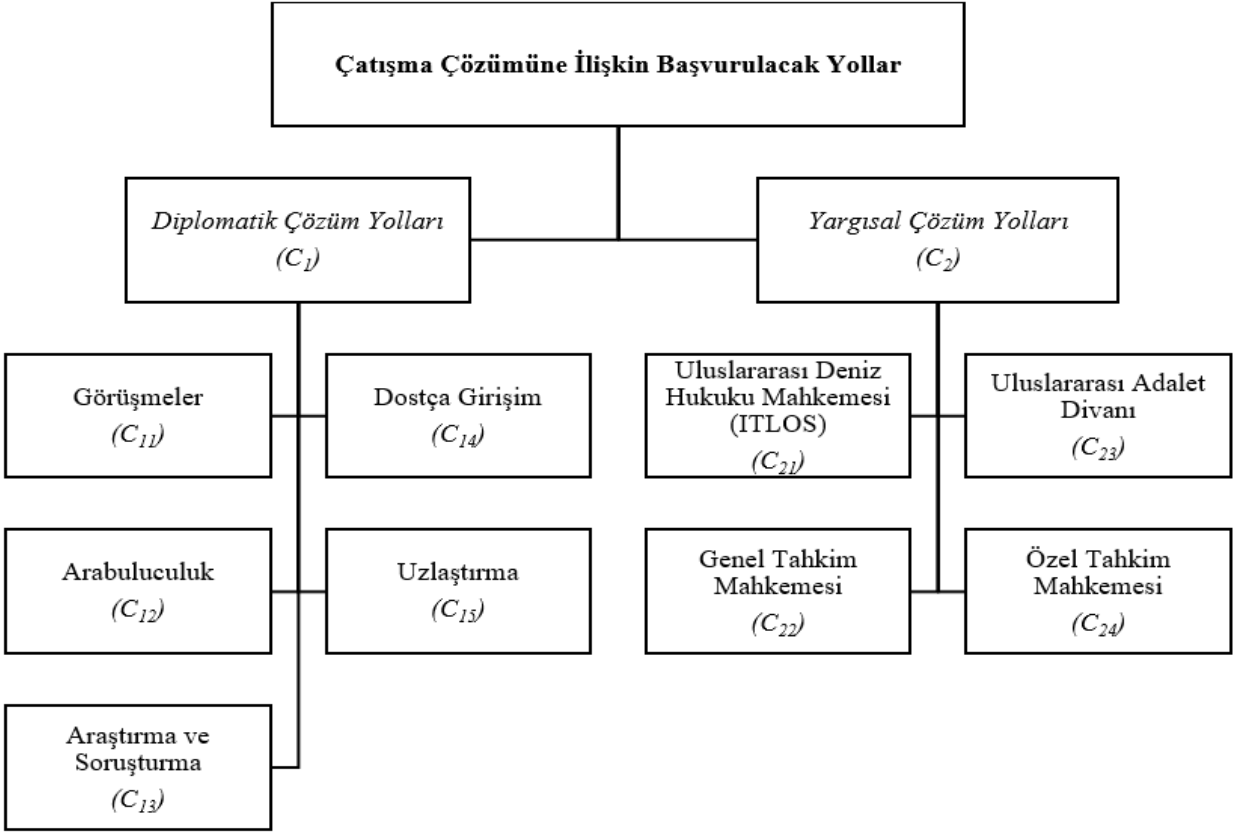 Çatışma Çözümüne İlişkin Başvurulacak Yollar
Diplomatik Çözüm Yolları
(C1)
Yargısal Çözüm Yolları
(C2)
Görüşmeler
(C11)
Dostça Girişim
(C14)
Uluslararası Deniz
Hukuku Mahkemesi
(ITLOS)
(C21)
Uluslararası Adalet
Divanı
(C23)
Arabuluculuk
(C12)
Uzlaştırma
(C15)
Genel Tahkim
Mahkemesi
(C22)
Özel Tahkim
Mahkemesi
(C24)
Araştırma ve
Soruşturma
(C13)